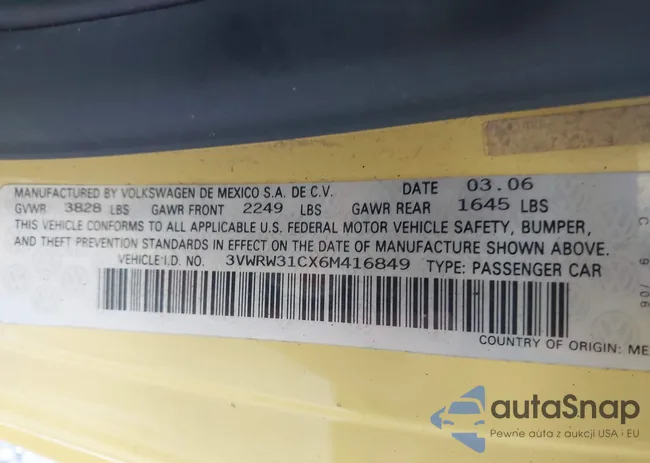 MANUFACTURED BY VOLKSWAGEN DE MEXICO S.A. DE C.V. DATE 03.06
GVWR 3828 LBS GAWR FRONT 2249 LBS GAWR REAR 1645 LBS
THIS VEHICLE CONFORMS TO ALL APPLICABLE U.S. FEDERAL MOTOR VEHICLE SAFETY, BUMPER,
AND THEFT PREVENTION STANDARDS IN EFFECT ON THE DATE OF MANUFACTURE SHOWN ABOVE.
VEHICLE I.D. NO. 3VWRW31CX6M416849 TYPE: PASSENGER CAR
COUNTRY OF ORIGIN: ME
C 9 /06
autaSnap
Pewne auta z aukcji USA i EU